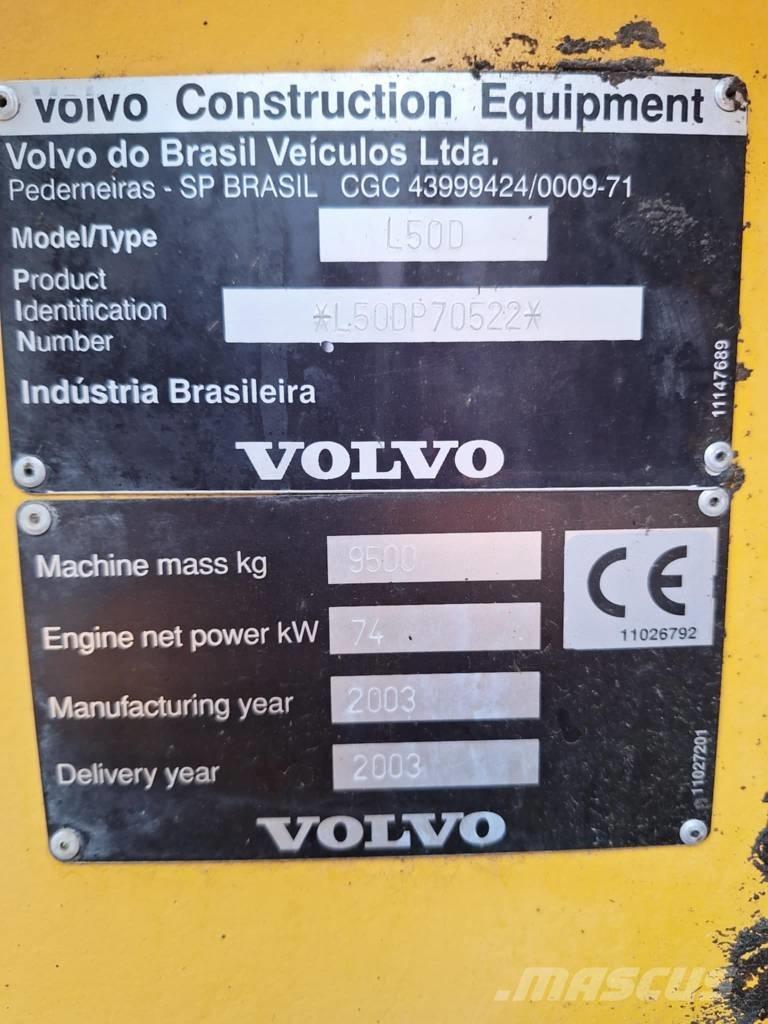 Volvo Construction Equipment
Volvo do Brasil Veículos Ltda.
Pederneiras - SP BRASIL CGC 43999424/0009-71
Model/Type L50D
Product
Identification
Number *L50DP70522*
Indústria Brasileira
11147689
VOLVO
Machine mass kg 9500
CE
Engine net power kW 74
11026792
Manufacturing year 2003
Delivery year 2003
11027201
VOLVO
MASCUS